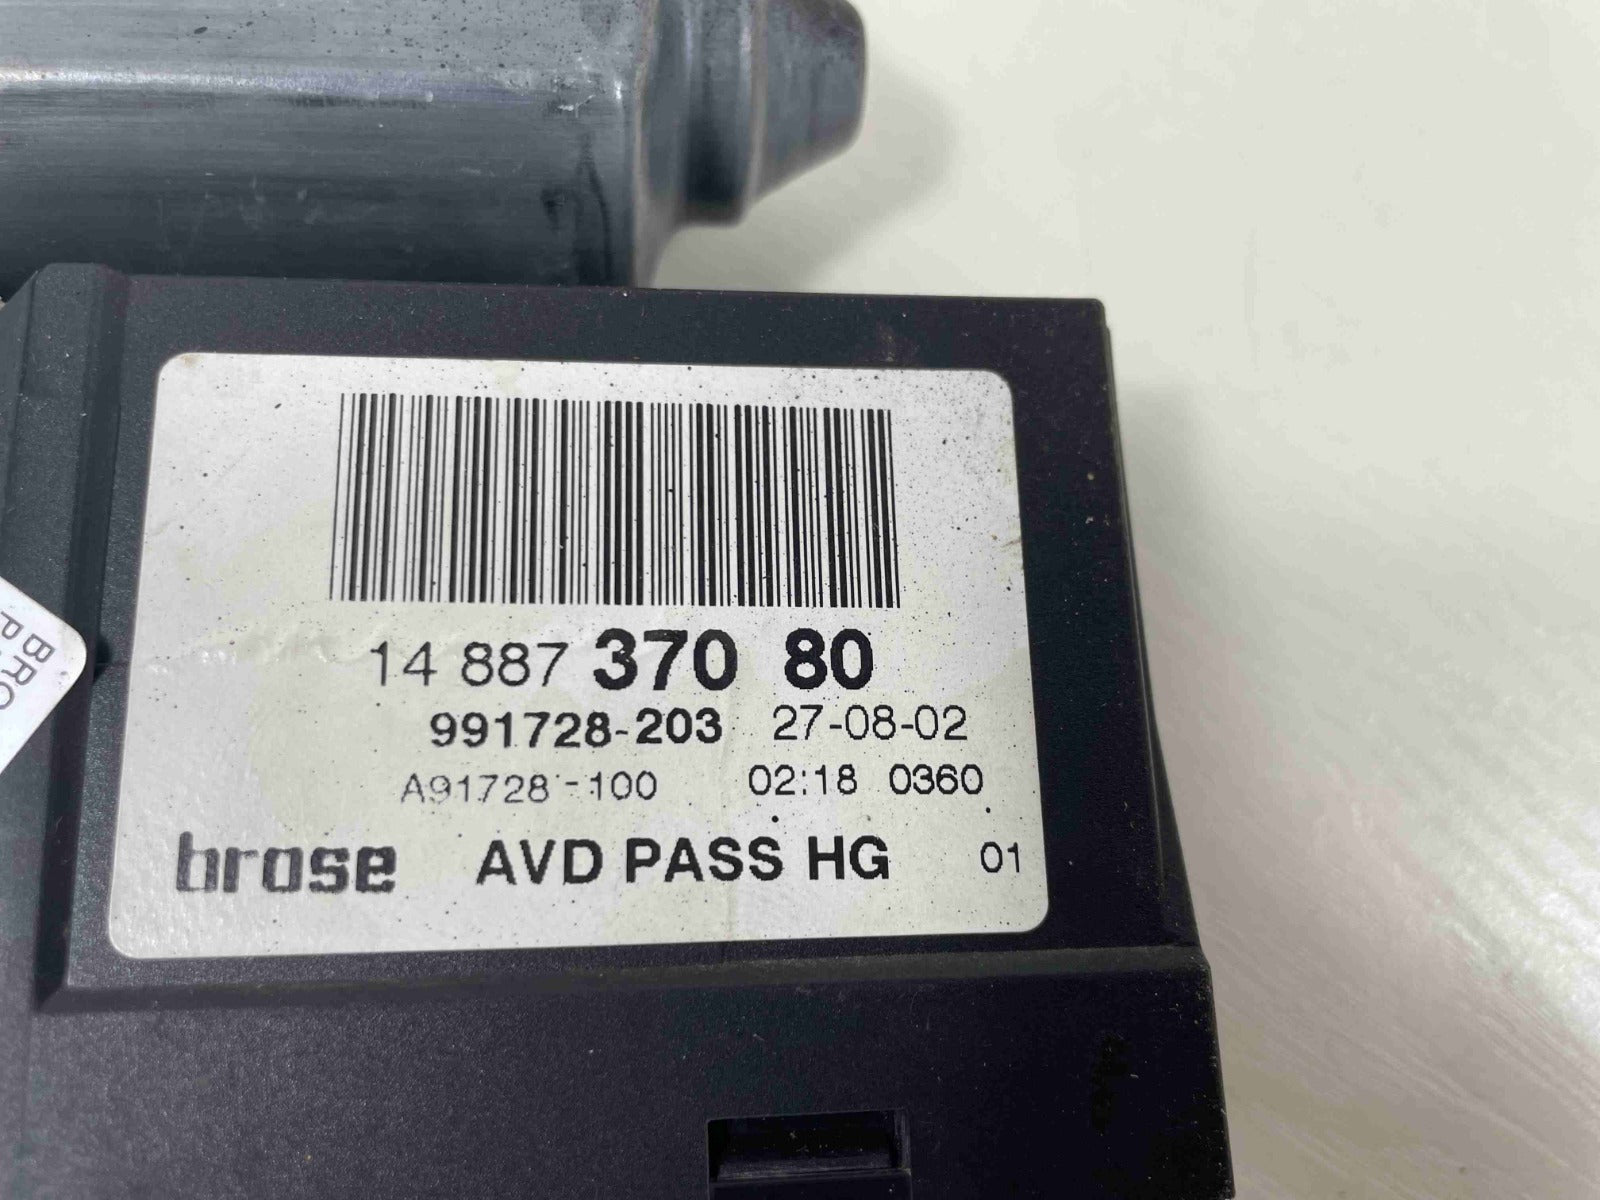 14 887 370 80
991728-203 27-08-02
A91728-100 02:18 0360
brose AVD PASS HG 01